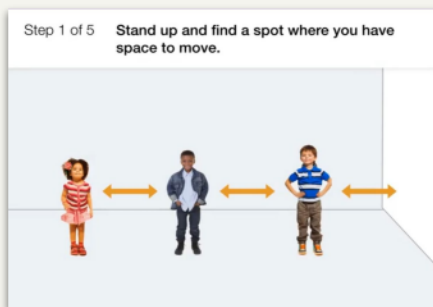 Step 1 of 5
Stand up and find a spot where you have
space to move.